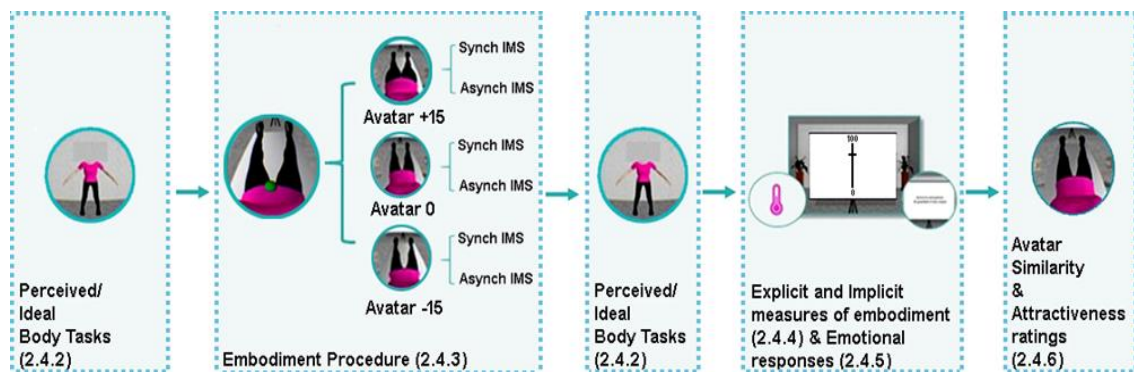 Perceived/
Ideal
Body Tasks
(2.4.2)
Synch IMS
Asynch IMS
Avatar +15
Synch IMS
Asynch IMS
Avatar 0
Synch IMS
Asynch IMS
Avatar -15
Embodiment Procedure (2.4.3)
Perceived/
Ideal
Body Tasks
(2.4.2)
100
0
Explicit and Implicit
measures of embodiment
(2.4.4) & Emotional
responses (2.4.5)
Avatar
Similarity
&
Attractiveness
ratings
(2.4.6)